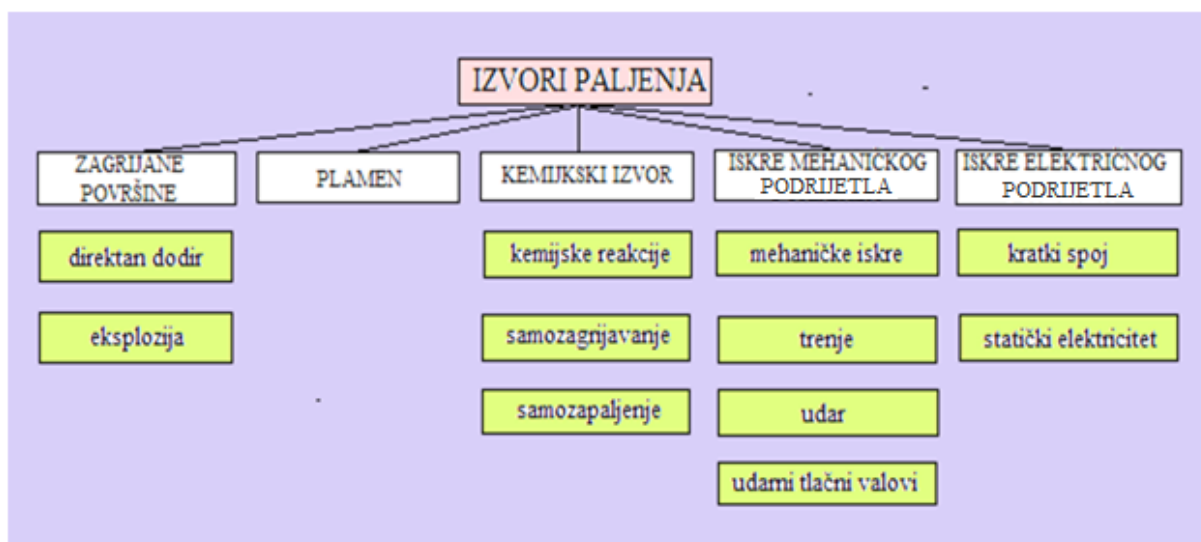 IZVORI PALJENJA
ZAGRIJANE
POVRŠINE
PLAMEN
KEMIJKSKI IZVOR
ISKRE MEHANIČKOG
PODRIJETLA
ISKRE ELEKTRIČNOG
PODRIJETLA
direktan dodir
eksplozija
kemijske reakcije
samozagrijavanje
samozapaljenje
mehaničke iskre
trenje
udar
udarni tlačni valovi
kratki spoj
statički elektricitet